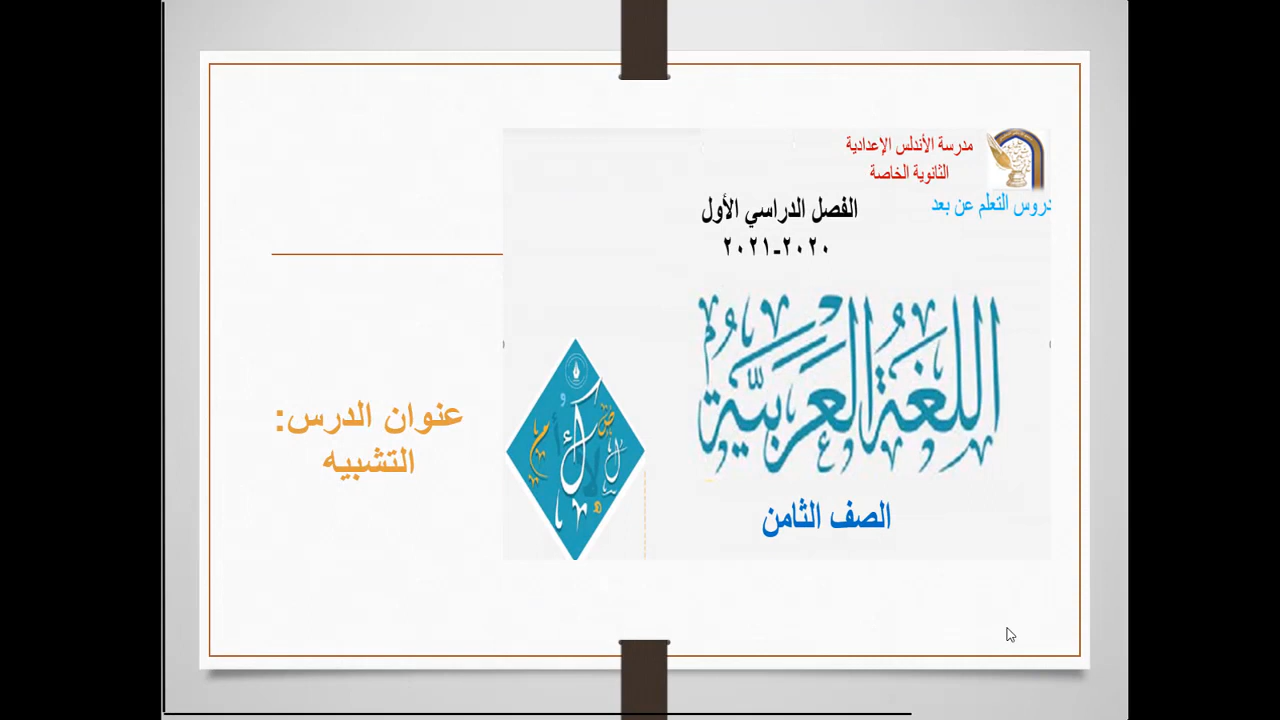 مدرسة الأندلس الإعدادية
الثانوية الخاصة
دروس التعلم عن بعد
الفصل الدراسي الأول
٢٠٢٠-٢٠٢١
اللغة العربية
الصف الثامن
عنوان الدرس:
التشبيه